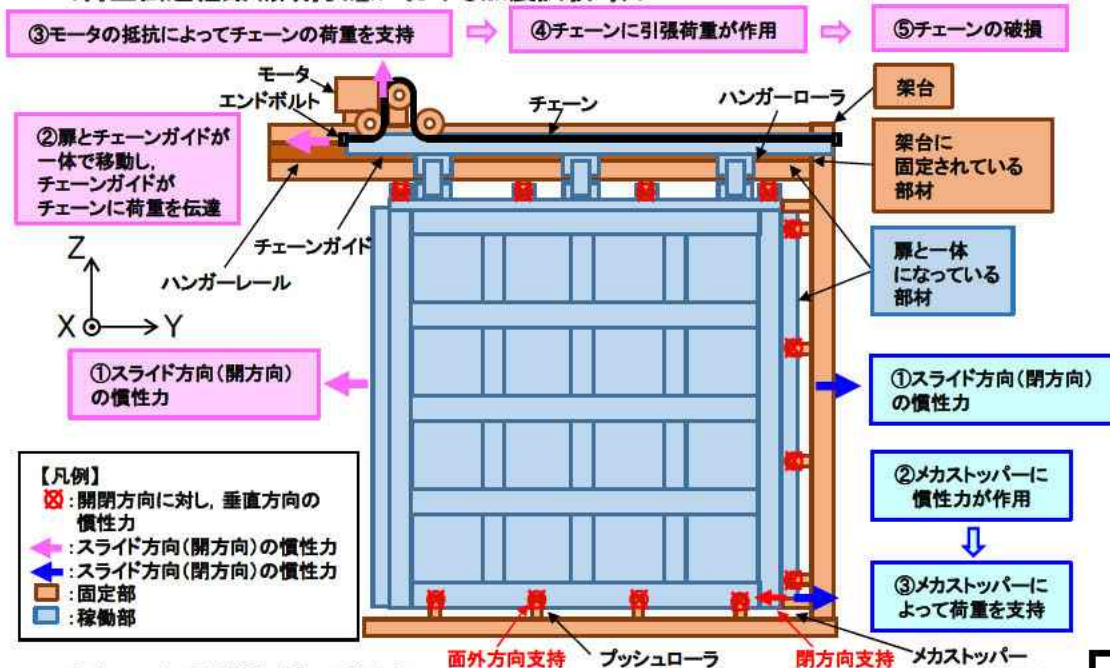 ③モータの抵抗によってチェーンの荷重を支持
④チェーンに引張荷重が作用
⑤チェーンの破損
モータ
エンドボルト
チェーン
ハンガーローラ
架台
②扉とチェーンガイドが
一体で移動し,
チェーンガイドが
チェーンに荷重を伝達
架台に
固定されている
部材
チェーンガイド
ハンガーレール
扉と一体
になっている
部材
Z
X
Y
①スライド方向(開方向)
の慣性力
①スライド方向(閉方向)
の慣性力
【凡例】
:開閉方向に対し, 垂直方向の
慣性力
:スライド方向(開方向)の慣性力
:スライド方向(閉方向)の慣性力
:固定部
:稼働部
②メカストッパーに
慣性力が作用
③メカストッパーに
よって荷重を支持
面外方向支持
プッシュローラ
閉方向支持
メカストッパー